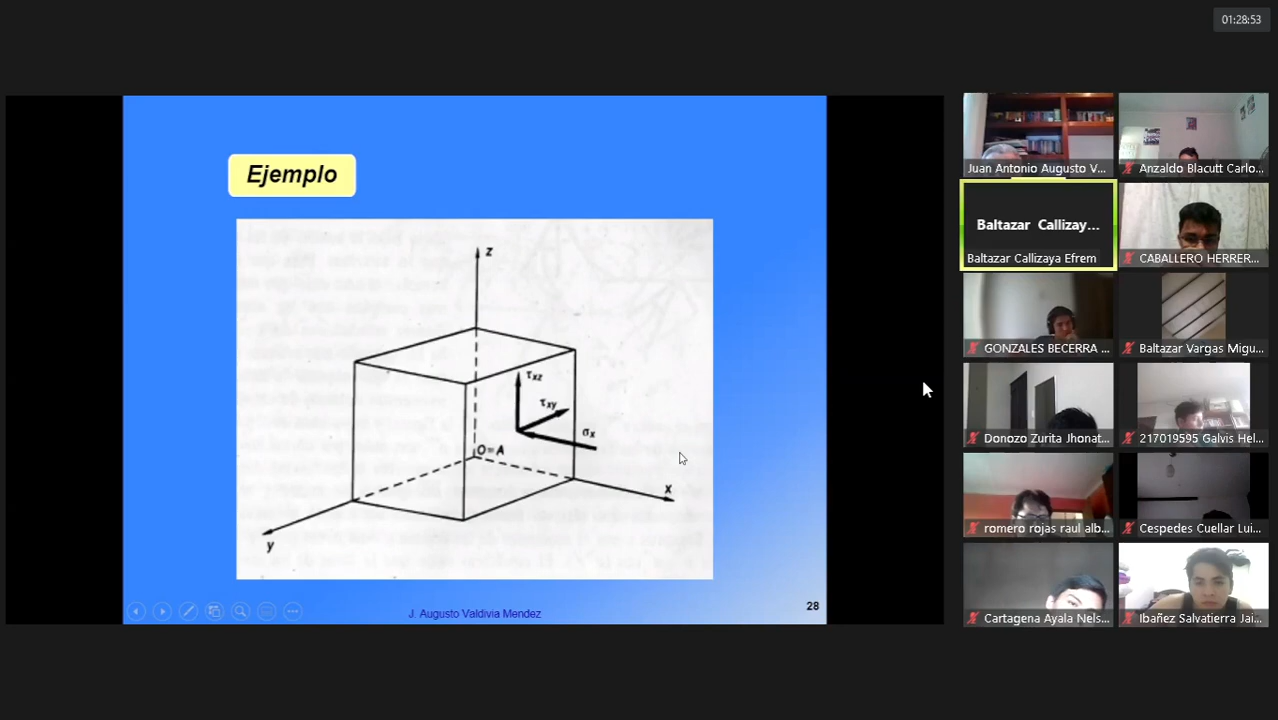 01:28:53
Ejemplo
z
τxz
τxy
σx
O=A
x
y
J. Augusto Valdivia Mendez
28
Juan Antonio Augusto V...
Anzaldo Blacutt Carlo...
Baltazar Callizay...
Baltazar Callizaya Efrem
CABALLERO HERRER...
GONZALES BECERRA ...
Baltazar Vargas Migu...
Donozo Zurita Jhonat...
217019595 Galvis Hel...
romero rojas raul alb...
Cespedes Cuellar Lui...
Cartagena Ayala Nels...
Ibañez Salvatierra Jai...